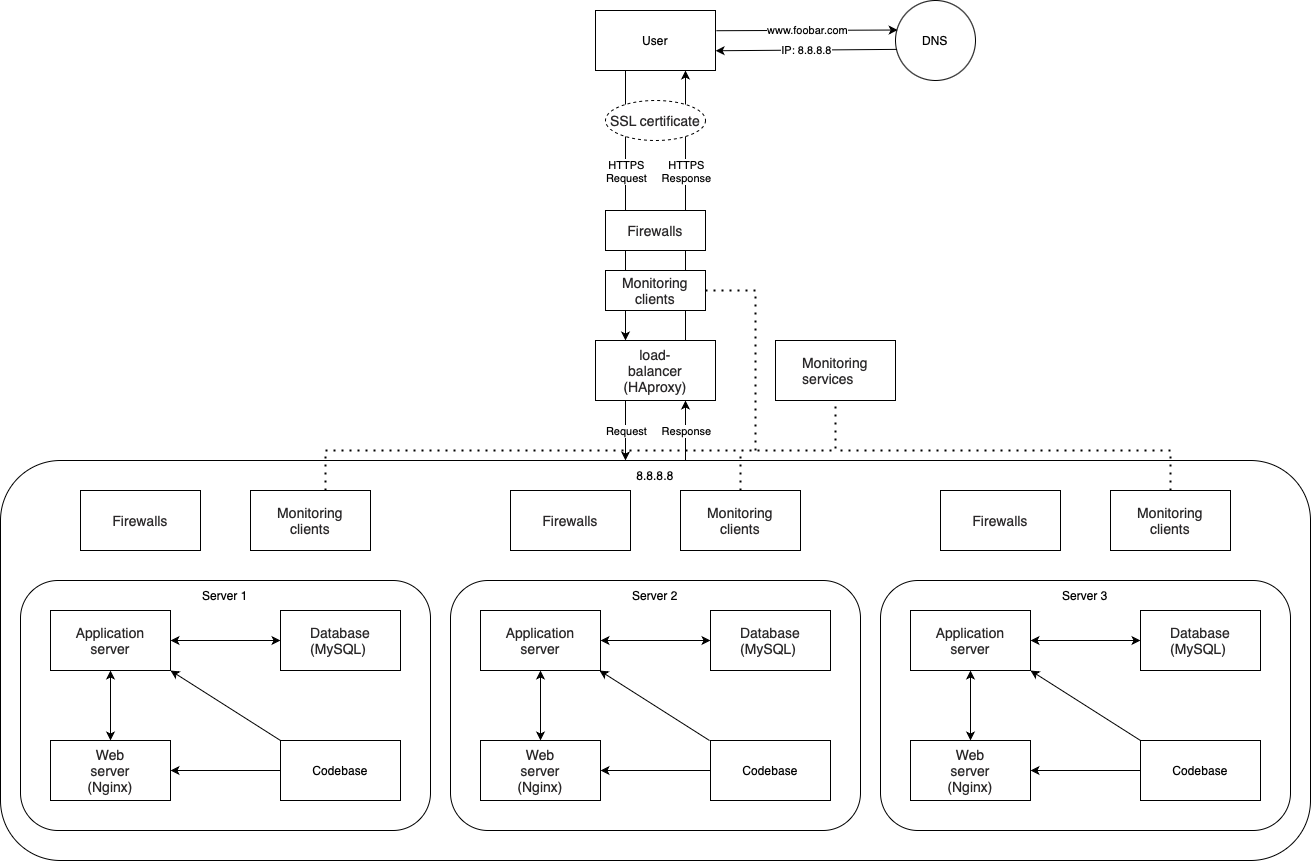 User
www.foobar.com
IP: 8.8.8.8
DNS
SSL certificate
HTTPS
Request
HTTPS
Response
Firewalls
Monitoring
clients
load-
balancer
(HAproxy)
Monitoring
services
Request
Response
8.8.8.8
Firewalls
Monitoring
clients
Firewalls
Monitoring
clients
Firewalls
Monitoring
clients
Server 1
Application
server
Database
(MySQL)
Web
server
(Nginx)
Codebase
Server 2
Application
server
Database
(MySQL)
Web
server
(Nginx)
Codebase
Server 3
Application
server
Database
(MySQL)
Web
server
(Nginx)
Codebase